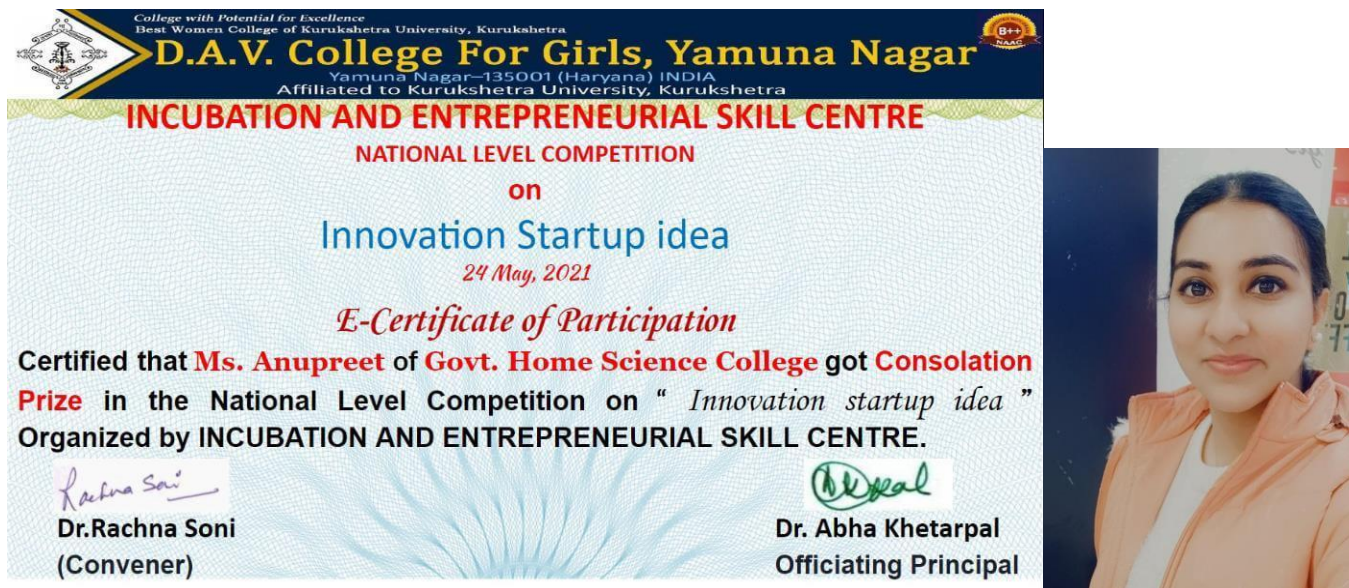 College with Potential for Excellence
Best Women College of Kurukshetra University, Kurukshetra
D.A.V. College For Girls, Yamuna Nagar
Yamuna Nagar–135001 (Haryana) INDIA
Affiliated to Kurukshetra University, Kurukshetra
B++
NAAC
INCUBATION AND ENTREPRENEURIAL SKILL CENTRE
NATIONAL LEVEL COMPETITION
on
Innovation Startup idea
24 May, 2021
E-Certificate of Participation
Certified that Ms. Anupreet of Govt. Home Science College got Consolation
Prize in the National Level Competition on “ Innovation startup idea ”
Organized by INCUBATION AND ENTREPRENEURIAL SKILL CENTRE.
Rachna Soni
Dr.Rachna Soni
(Convener)
Dr. Abha Khetarpal
Officiating Principal